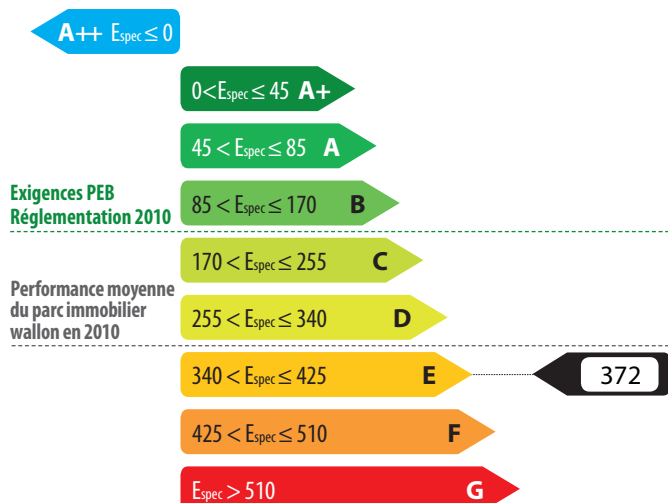 A++ Espec ≤ 0
0<Espec ≤ 45 A+
45 < Espec ≤ 85 A
Exigences PEB
Réglementation 2010
85 < Espec ≤ 170 B
170 < Espec ≤ 255 C
Performance moyenne
du parc immobilier
wallon en 2010
255 < Espec ≤ 340 D
340 < Espec ≤ 425 E
372
425 < Espec ≤ 510 F
Espec > 510 G